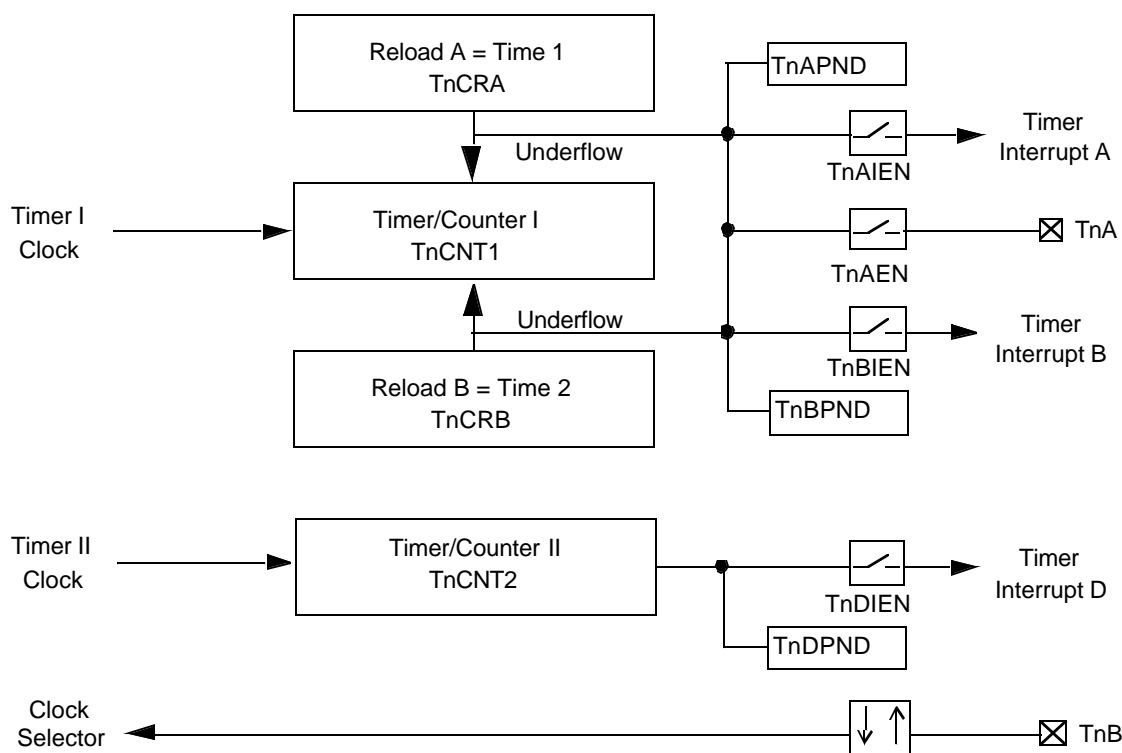 Reload A = Time 1
TnCRA
TnAPND
Underflow
TnAIEN
Timer
Interrupt A
Timer I
Clock
Timer/Counter I
TnCNT1
TnAEN
TnA
Underflow
TnBIEN
Timer
Interrupt B
Reload B = Time 2
TnCRB
TnBPND
Timer II
Clock
Timer/Counter II
TnCNT2
TnDIEN
Timer
Interrupt D
TnDPND
Clock
Selector
TnB